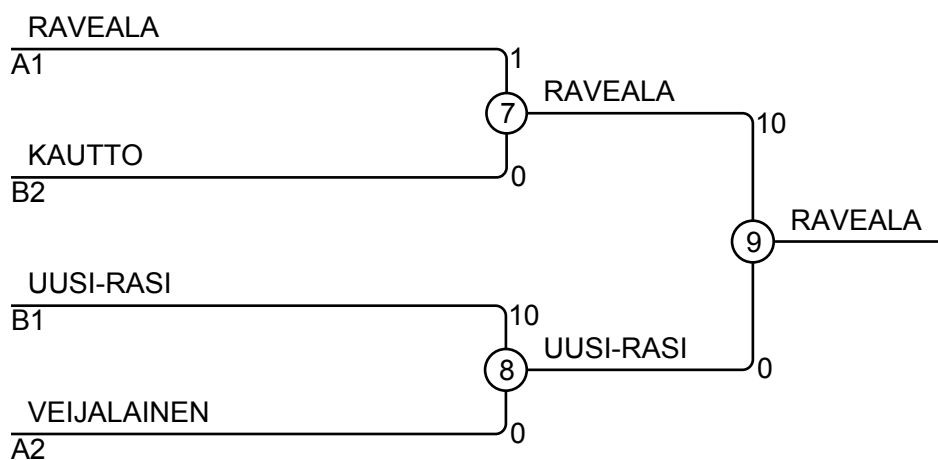 RAVEALA
A1
1
7
RAVEALA
KAUTTO
B2
0
10
9
RAVEALA
UUSI-RASI
B1
10
8
UUSI-RASI
0
VEIJALAINEN
A2
0